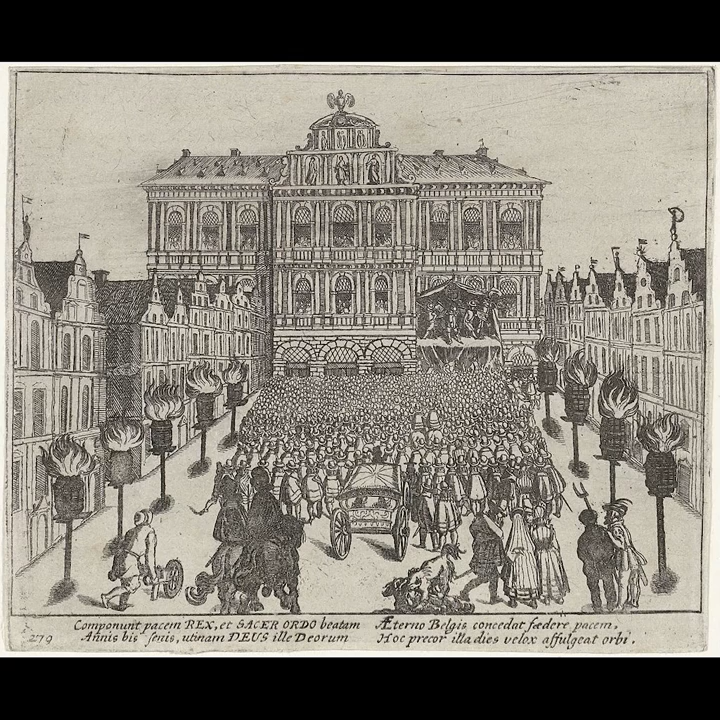 Componunt pacem REX, et SACER ORDO beatam
Annis bis senis, utinam DEUS ille Deorum
Æterno Belgis concedat fœdere pacem,
Hoc precor illa dies velox affulgeat orbi.
279